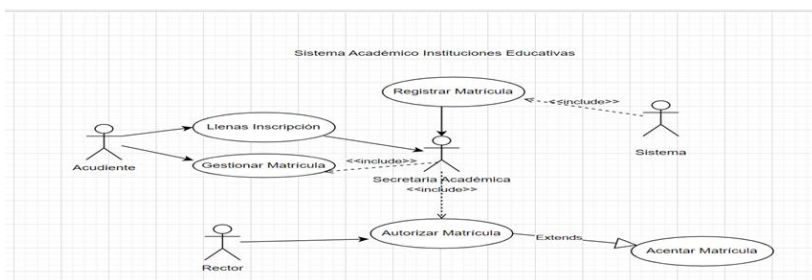 Sistema Académico Instituciones Educativas
Registrar Matrícula
<<include>>
Sistema
Llenas Inscripción
Acudiente
Gestionar Matrícula
<<include>>
Secretaria Académica
<<include>>
Autorizar Matrícula
Extends
Acentar Matrícula
Rector